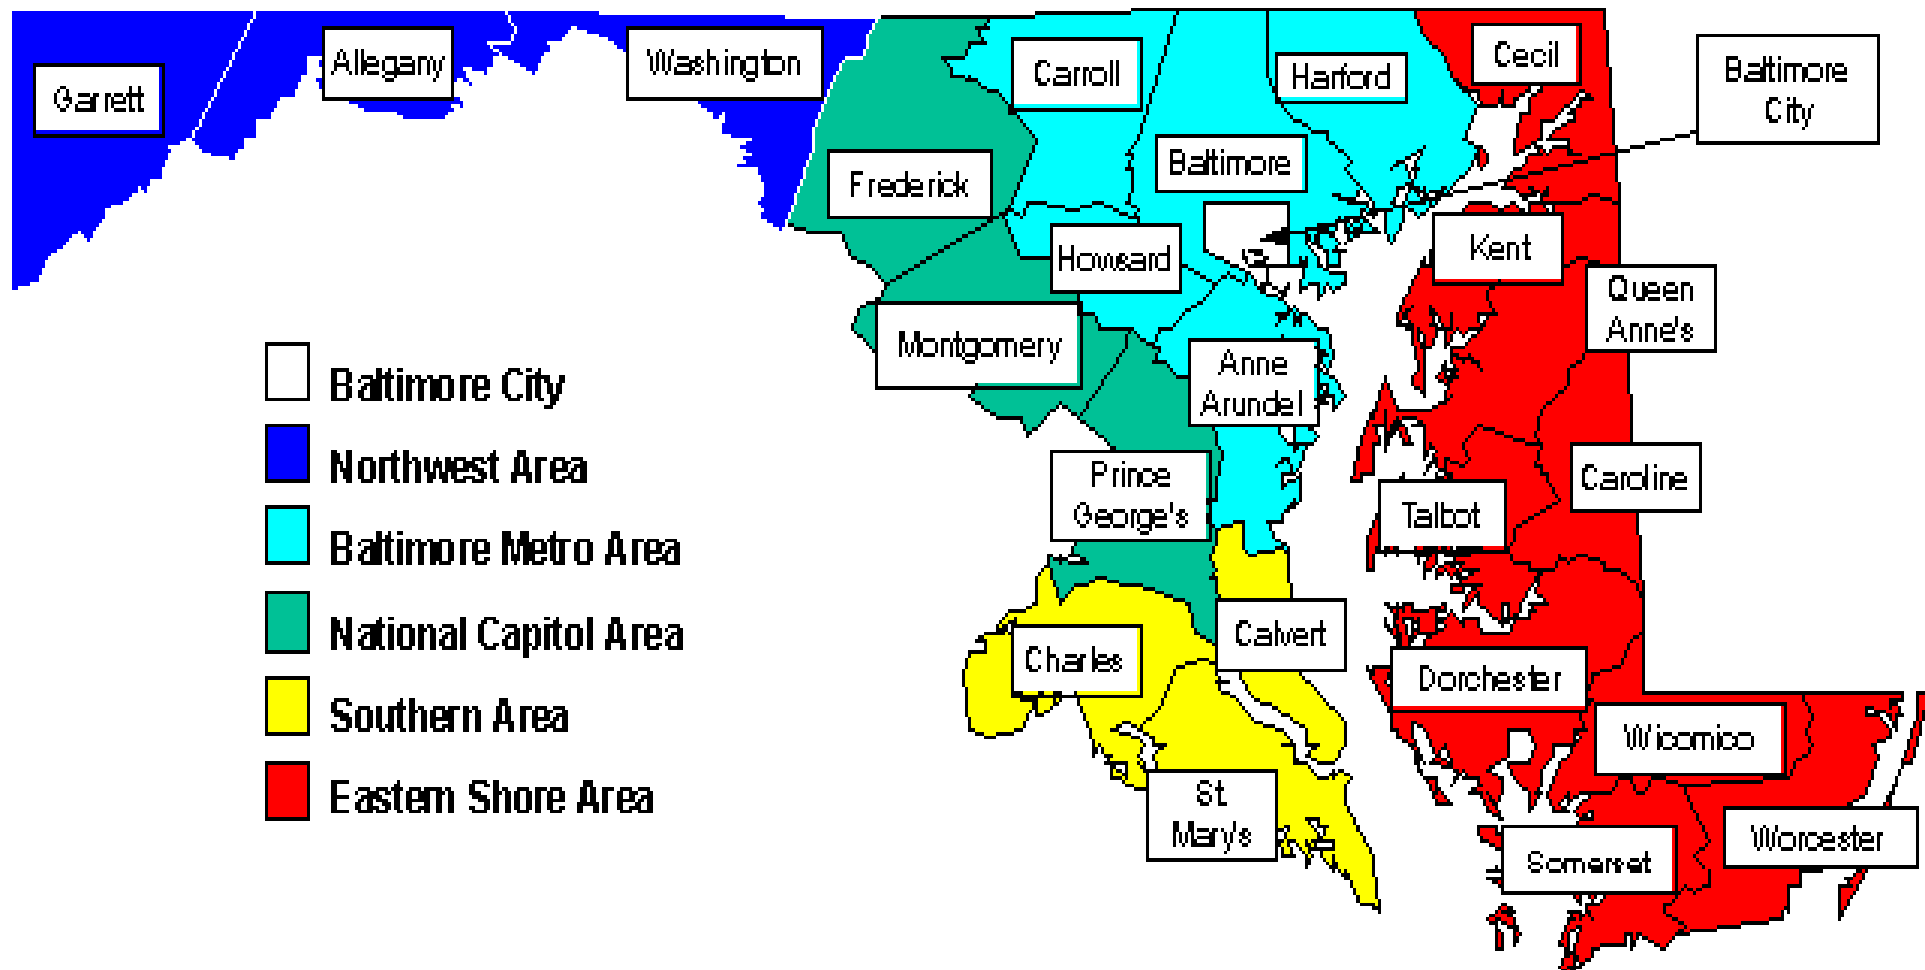 Garrett
Allegany
Washington
Frederick
Carroll
Harford
Cecil
Baltimore
City
Baltimore
Howard
Kent
Queen
Anne's
Montgomery
Anne
Arundel
Prince
George's
Talbot
Caroline
Charles
Calvert
Dorchester
Wicomico
St.
Mary's
Somerset
Worcester
Baltimore City
Northwest Area
Baltimore Metro Area
National Capitol Area
Southern Area
Eastern Shore Area